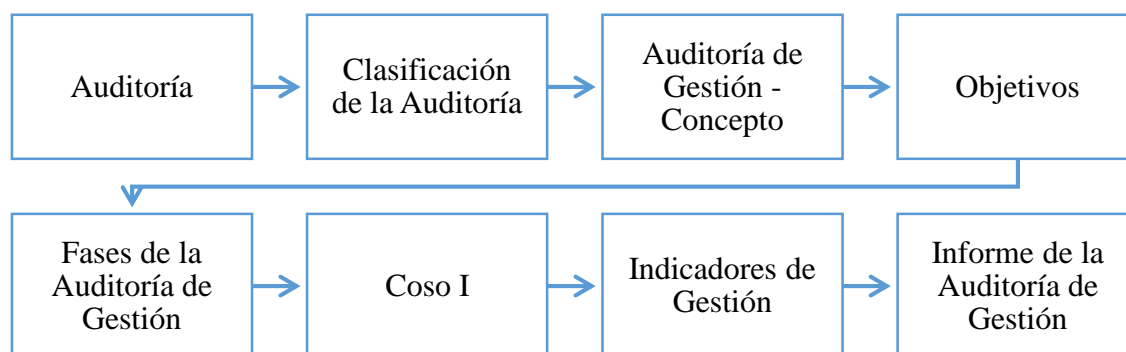 Auditoría
Clasificación
de la Auditoría
Auditoría de
Gestión -
Concepto
Objetivos
Fases de la
Auditoría de
Gestión
Coso I
Indicadores de
Gestión
Informe de la
Auditoría de
Gestión